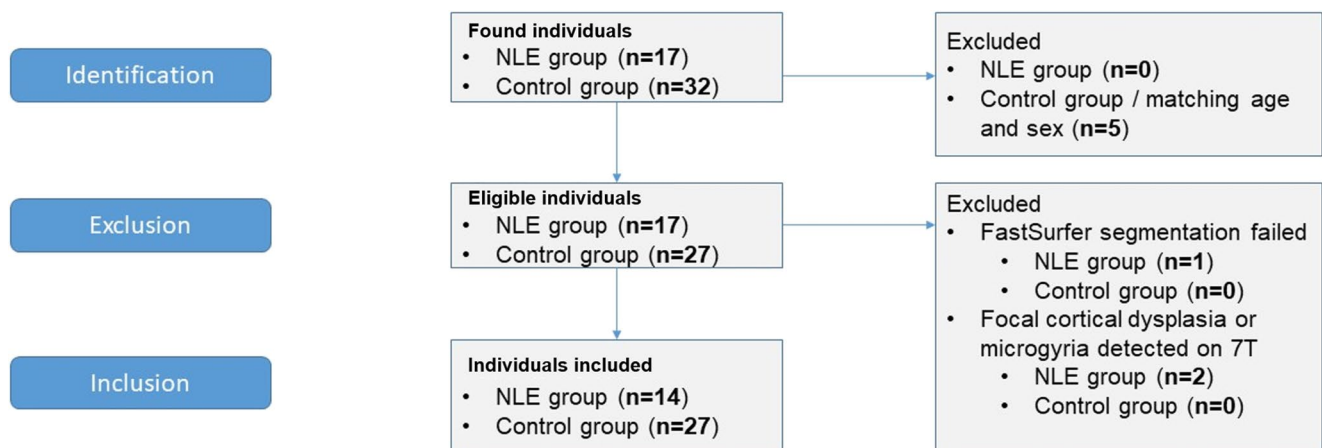 Identification
Found individuals
• NLE group (n=17)
• Control group (n=32)
Excluded
• NLE group (n=0)
• Control group / matching age
and sex (n=5)
Exclusion
Eligible individuals
• NLE group (n=17)
• Control group (n=27)
Excluded
• FastSurfer segmentation failed
• NLE group (n=1)
• Control group (n=0)
• Focal cortical dysplasia or
microgyria detected on 7T
• NLE group (n=2)
• Control group (n=0)
Inclusion
Individuals included
• NLE group (n=14)
• Control group (n=27)